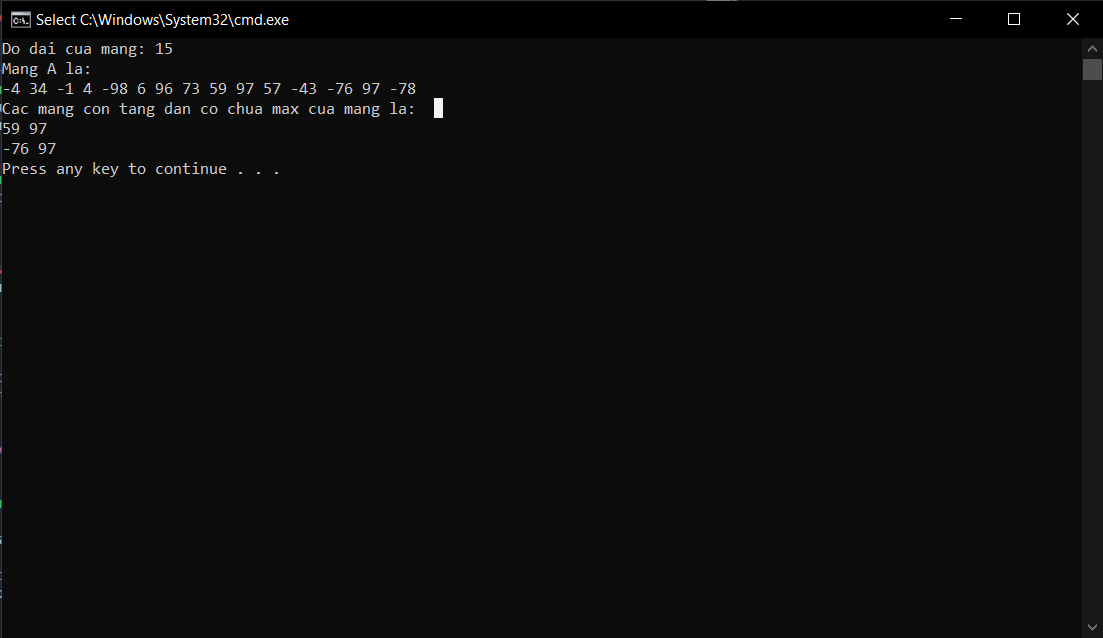 Select C:\Windows\System32\cmd.exe
Do dai cua mang: 15
Mang A la:
-4 34 -1 4 -98 6 96 73 59 97 57 -43 -76 97 -78
Cac mang con tang dan co chua max cua mang la:
59 97
-76 97
Press any key to continue . . .